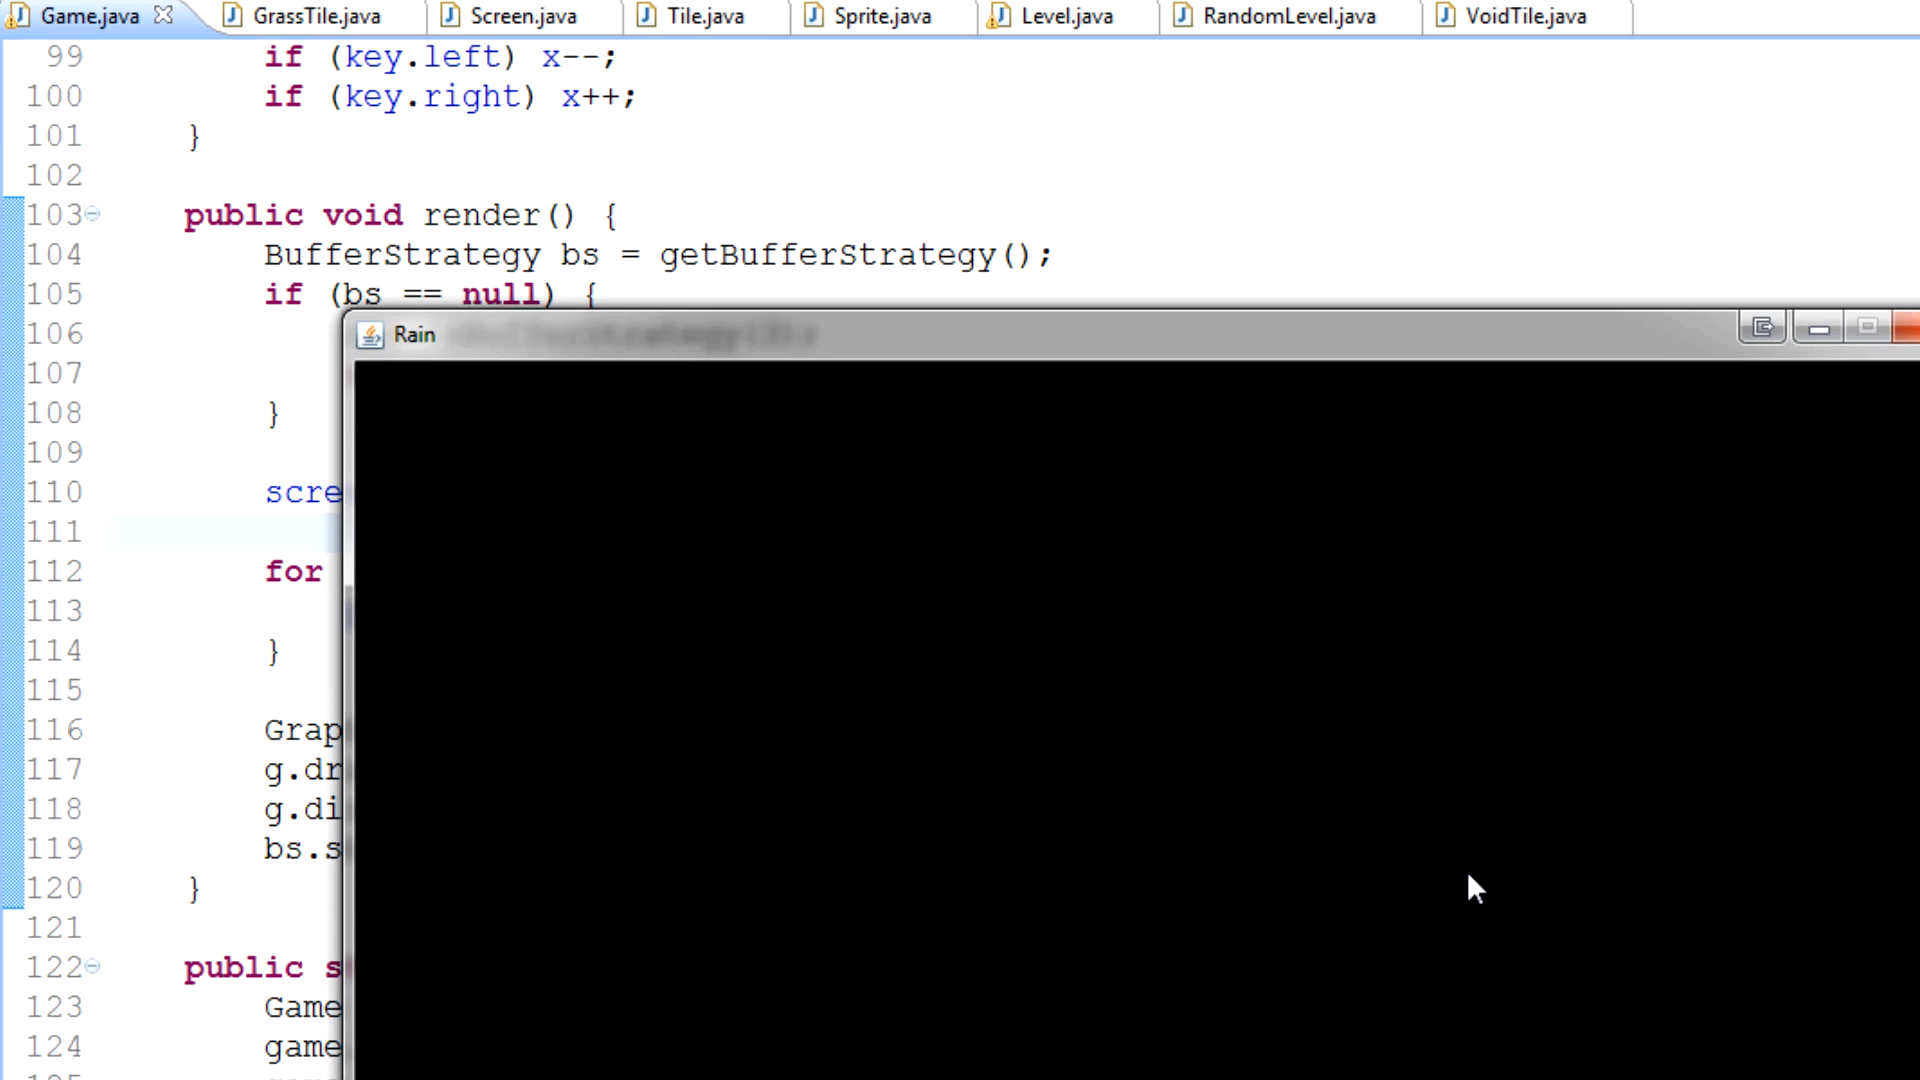 Game.java GrassTile.java Screen.java Tile.java Sprite.java Level.java RandomLevel.java VoidTile.java
99 if (key.left) x--;
100 if (key.right) x++;
101 }
102
103 public void render() {
104 BufferStrategy bs = getBufferStrategy();
105 if (bs == null) {
106
Rain
107
108 }
109
110 scre
111
112 for
113
114 }
115
116 Grap
117 g.dr
118 g.di
119 bs.s
120 }
121
122 public s
123 Game
124 game